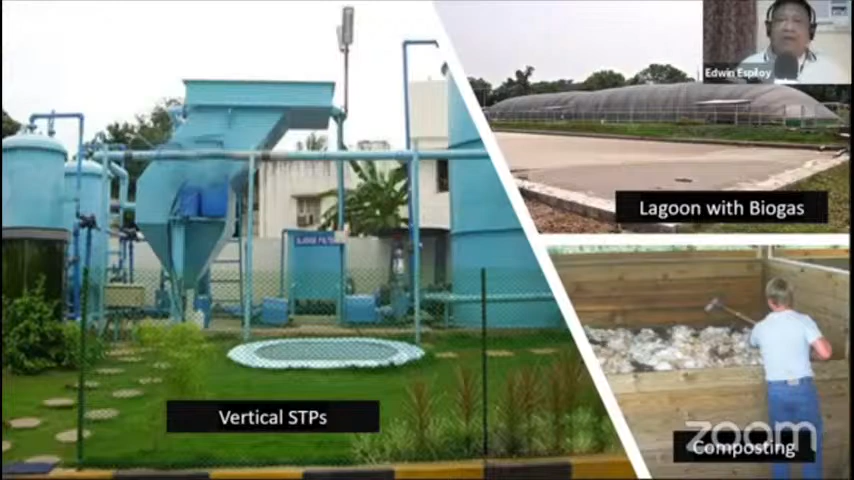 Edwin Espiloy
Lagoon with Biogas
Vertical STPs
zoom
Composting